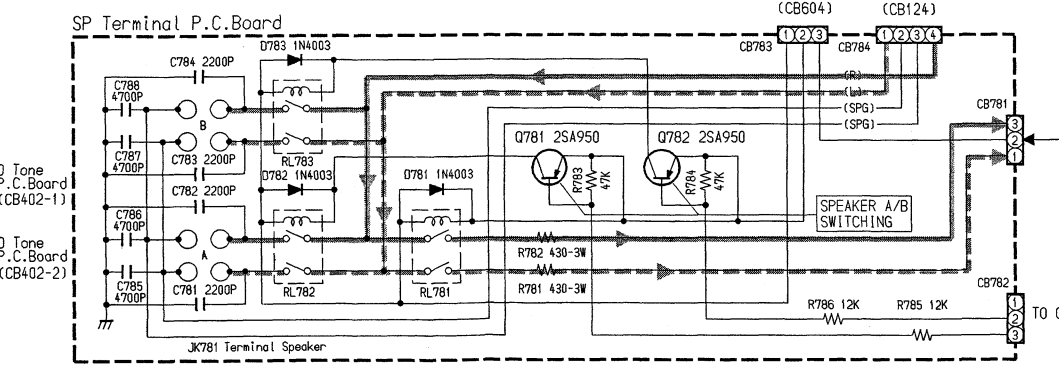 SP Terminal P.C.Board
(CB604)
(CB124)
CB783
1 2 3
CB784
1 2 3 4
D783 1N4003
C784 2200P
C788
4700P
B
C787
4700P
C783 2200P
RL783
(R)
(L)
(SPG)
(SPG)
CB781
3
2
1
Q781 2SA950
Q782 2SA950
R783
47K
R784
47K
Tone
P.C.Board
(CB402-1)
C782 2200P
D782 1N4003
D781 1N4003
C786
4700P
A
SPEAKER A/B
SWITCHING
Tone
P.C.Board
(CB402-2)
C785
4700P
C781 2200P
RL782
RL781
R782 430-3W
R781 430-3W
CB782
1
2
3
R786 12K
R785 12K
TO
JK781 Terminal Speaker